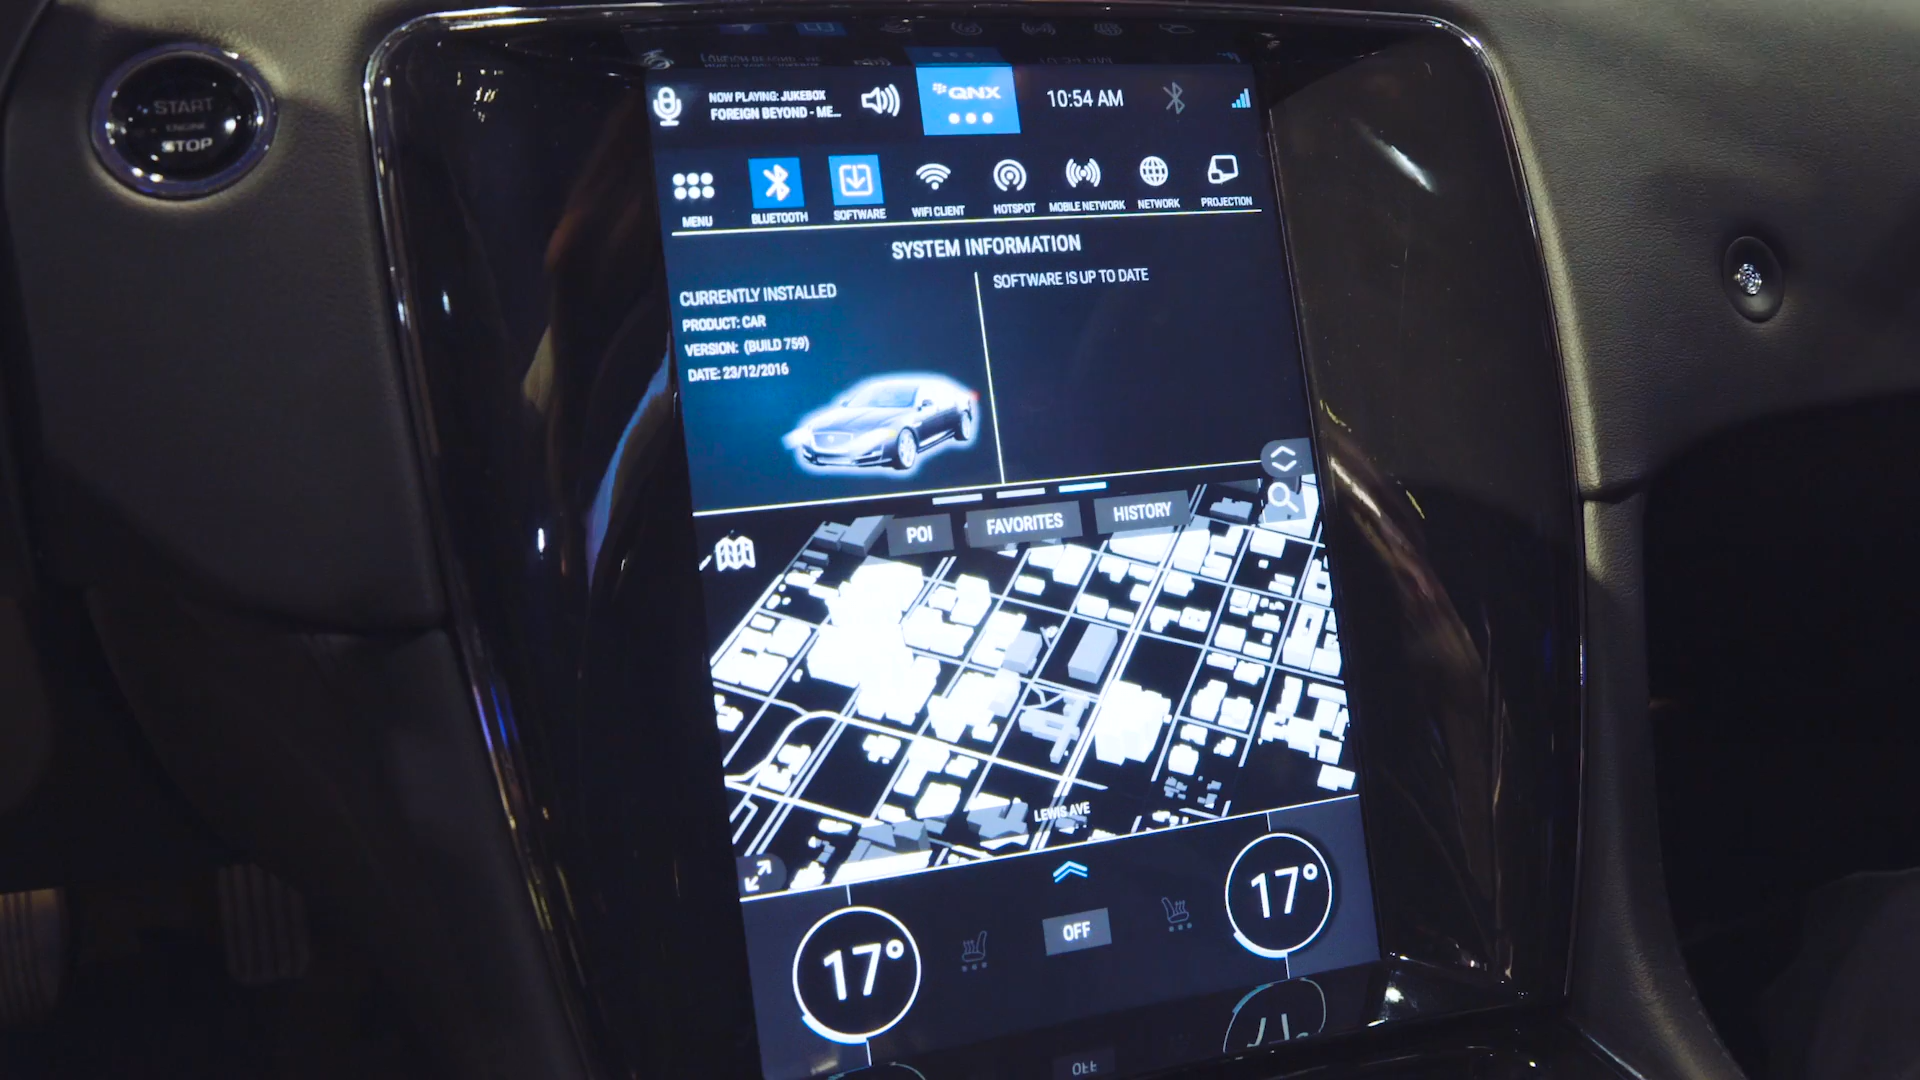 START
ENGINE
STOP
NOW PLAYING: JUKEBOX
FOREIGN BEYOND - ME...
QNX
10:54 AM
MENU
BLUETOOTH
SOFTWARE
WIFI CLIENT
HOTSPOT
MOBILE NETWORK
NETWORK
PROJECTION
SYSTEM INFORMATION
CURRENTLY INSTALLED
PRODUCT: CAR
VERSION: (BUILD 759)
DATE: 23/12/2016
SOFTWARE IS UP TO DATE
POI
FAVORITES
HISTORY
LEWIS AVE
17°
OFF
17°